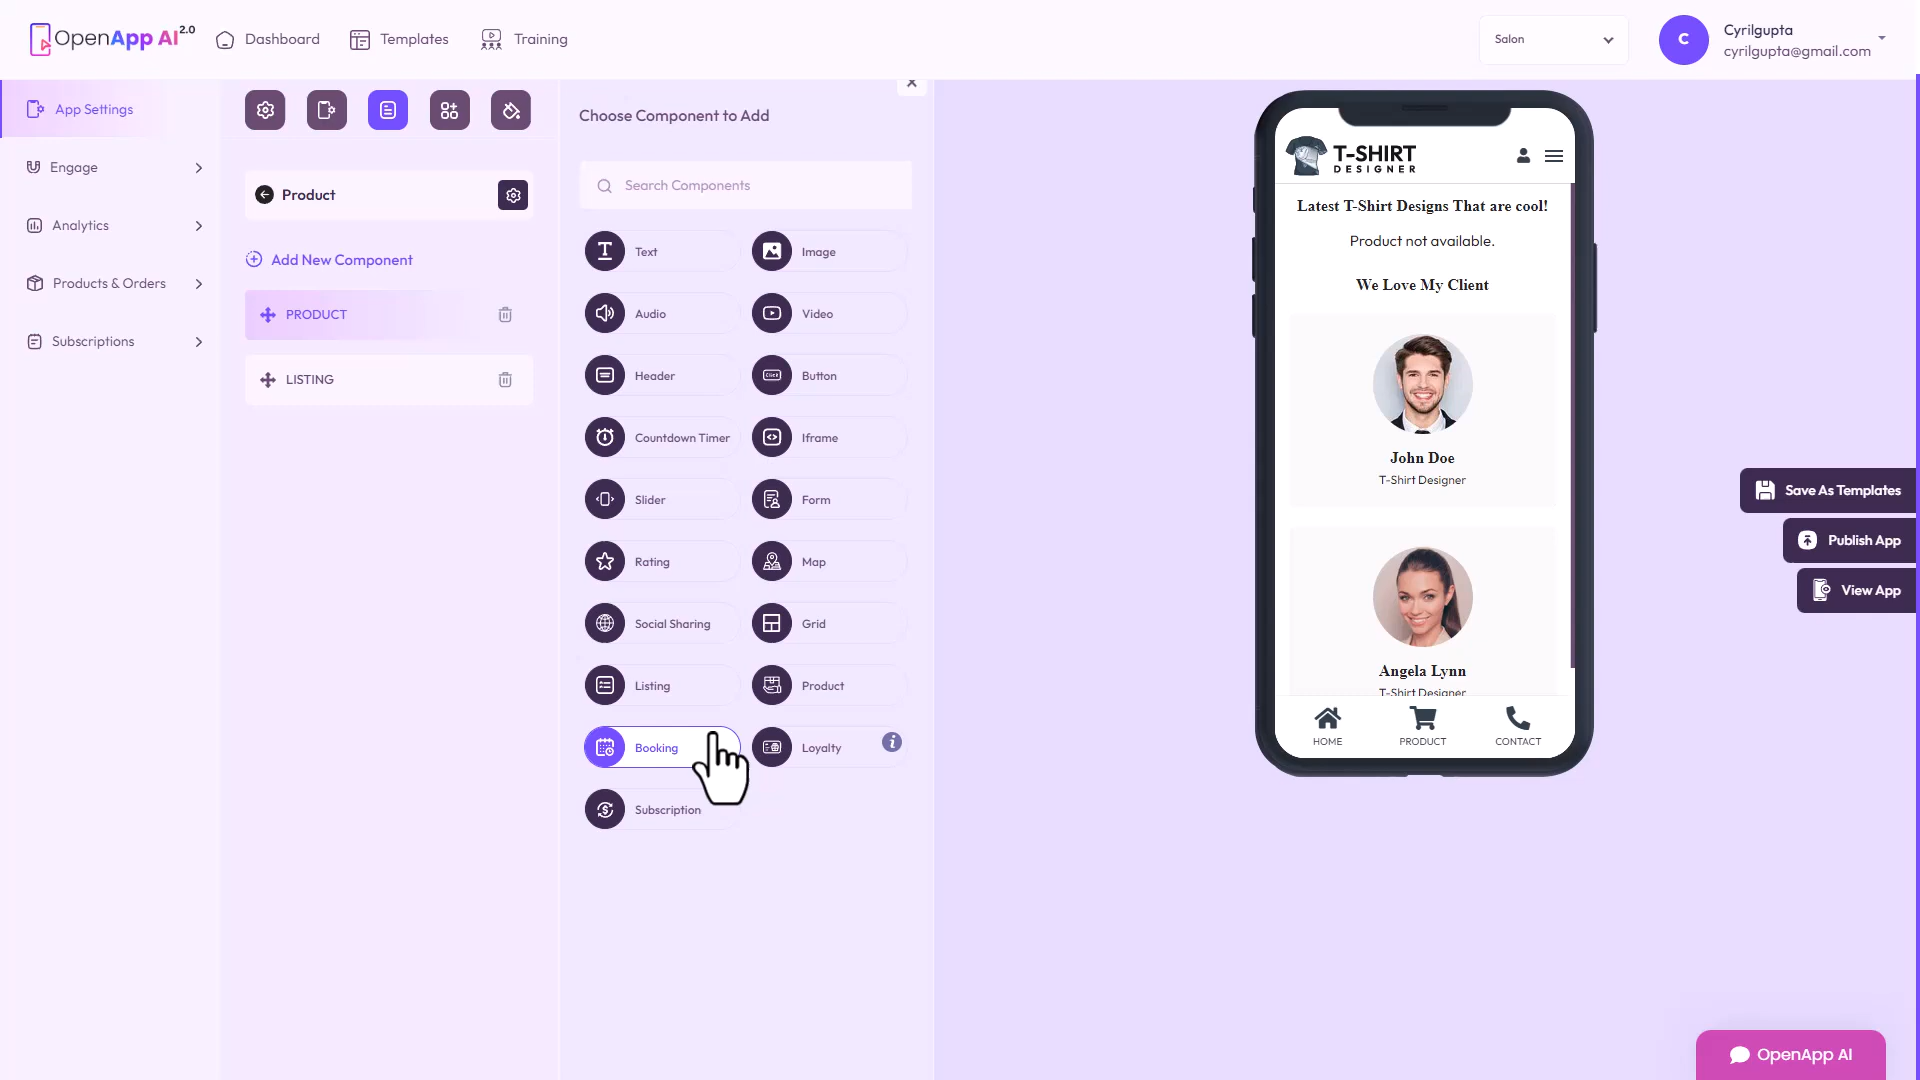 OpenApp AI 2.0
Dashboard
Templates
Training
Salon
C
Cyrilgupta
cyrilgupta@gmail.com
App Settings
Engage
Analytics
Products & Orders
Subscriptions
Product
Add New Component
PRODUCT
LISTING
Choose Component to Add
Search Components
Text
Image
Audio
Video
Header
Click
Button
Countdown Timer
Iframe
Slider
Form
Rating
Map
Social Sharing
Grid
Listing
Product
Booking
Loyalty
i
Subscription
T-SHIRT
DESIGNER
Latest T-Shirt Designs That are cool!
Product not available.
We Love My Client
John Doe
T-Shirt Designer
Angela Lynn
T-Shirt Designer
HOME
PRODUCT
CONTACT
Save As Templates
Publish App
View App
OpenApp AI